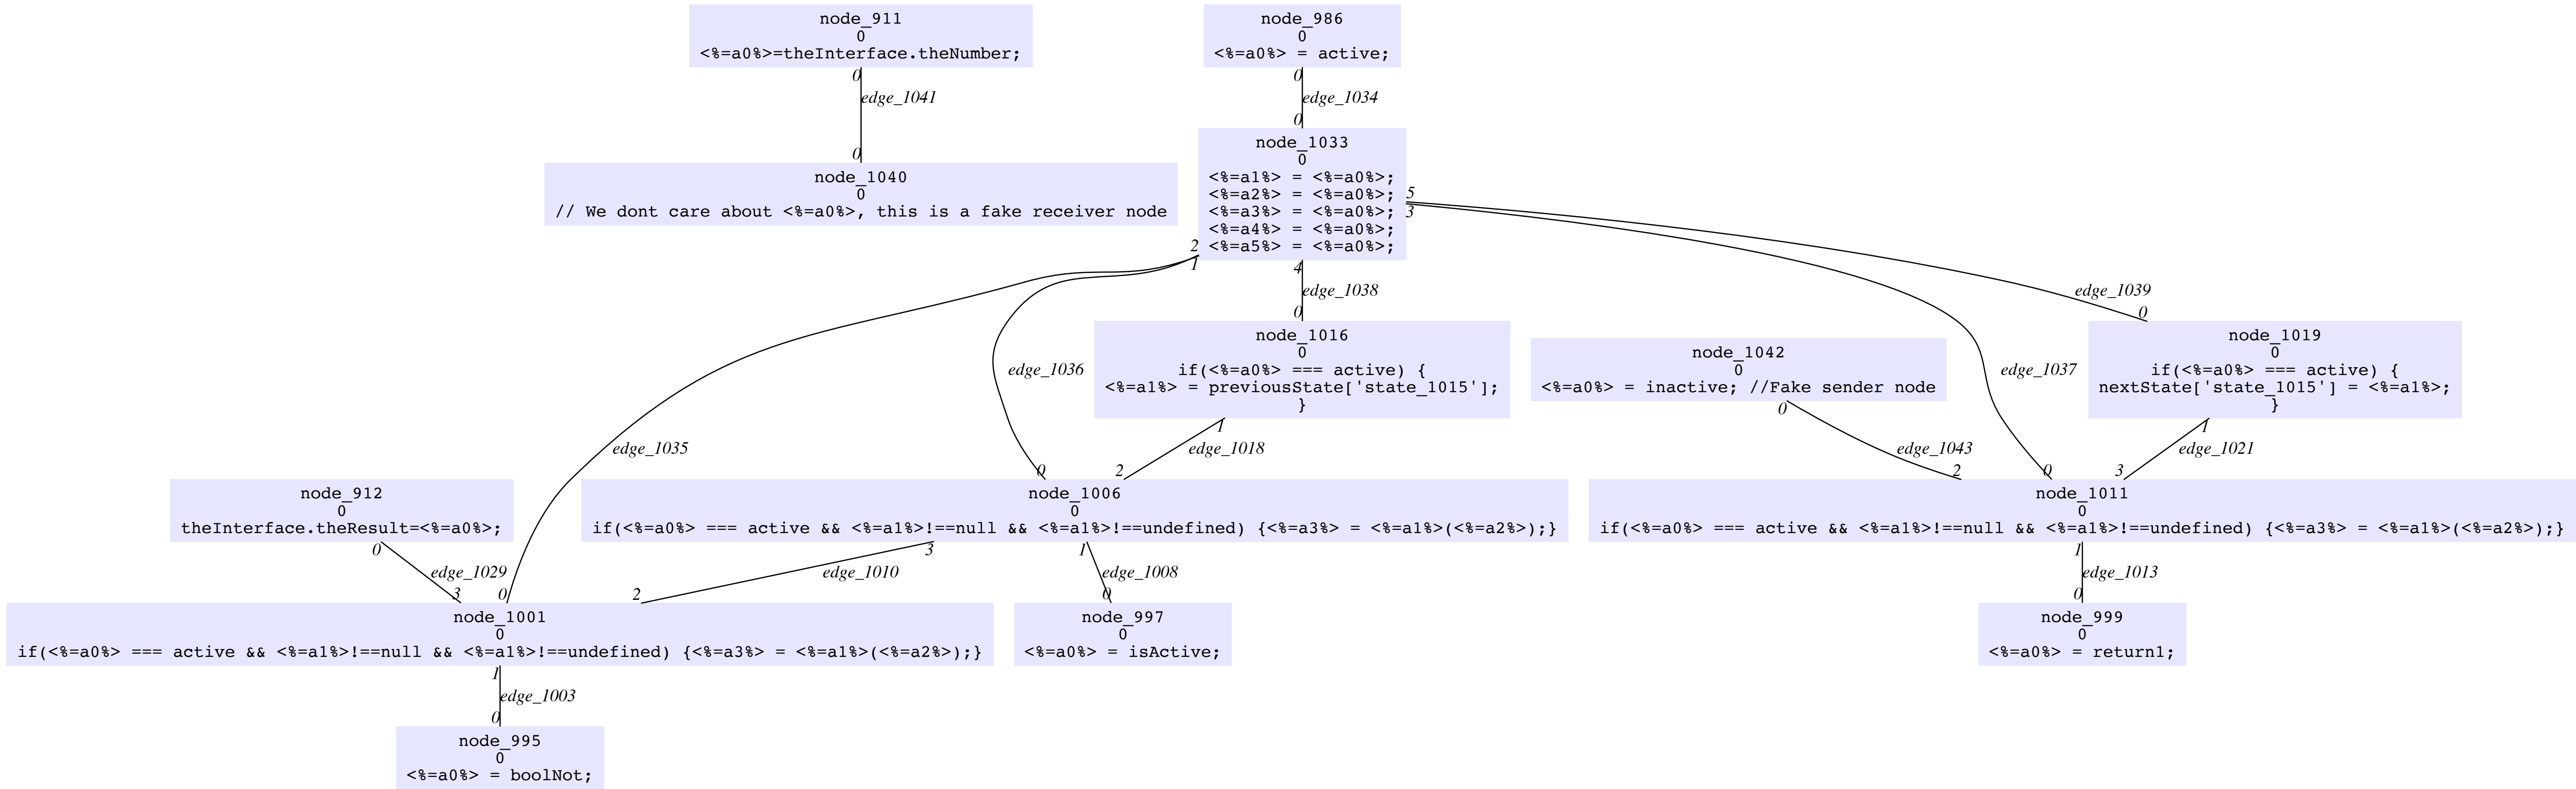 node_911
0
<%=a0%>=theInterface.theNumber;
node_986
0
<%=a0%> = active;
0
edge_1041
0
0
edge_1034
0
node_1040
0
// We dont care about <%=a0%>, this is a fake receiver node
node_1033
0
<%=a1%> = <%=a0%>;
<%=a2%> = <%=a0%>;
<%=a3%> = <%=a0%>;
<%=a4%> = <%=a0%>;
<%=a5%> = <%=a0%>;
5
3
2
1
4
edge_1038
0
edge_1039
0
edge_1036
0
edge_1037
0
edge_1035
0
node_1016
0
if(<%=a0%> === active) {
<%=a1%> = previousState['state_1015'];
}
node_1042
0
<%=a0%> = inactive; //Fake sender node
node_1019
0
if(<%=a0%> === active) {
nextState['state_1015'] = <%=a1%>;
}
1
edge_1018
2
0
edge_1043
2
1
edge_1021
3
node_912
0
theInterface.theResult=<%=a0%>;
node_1006
0
if(<%=a0%> === active && <%=a1%>!==null && <%=a1%>!==undefined) {<%=a3%> = <%=a1%>(<%=a2%>);}
node_1011
0
if(<%=a0%> === active && <%=a1%>!==null && <%=a1%>!==undefined) {<%=a3%> = <%=a1%>(<%=a2%>);}
0
edge_1029
3
3
edge_1010
2
1
edge_1008
0
1
edge_1013
0
node_1001
0
if(<%=a0%> === active && <%=a1%>!==null && <%=a1%>!==undefined) {<%=a3%> = <%=a1%>(<%=a2%>);}
node_997
0
<%=a0%> = isActive;
node_999
0
<%=a0%> = return1;
1
edge_1003
0
node_995
0
<%=a0%> = boolNot;